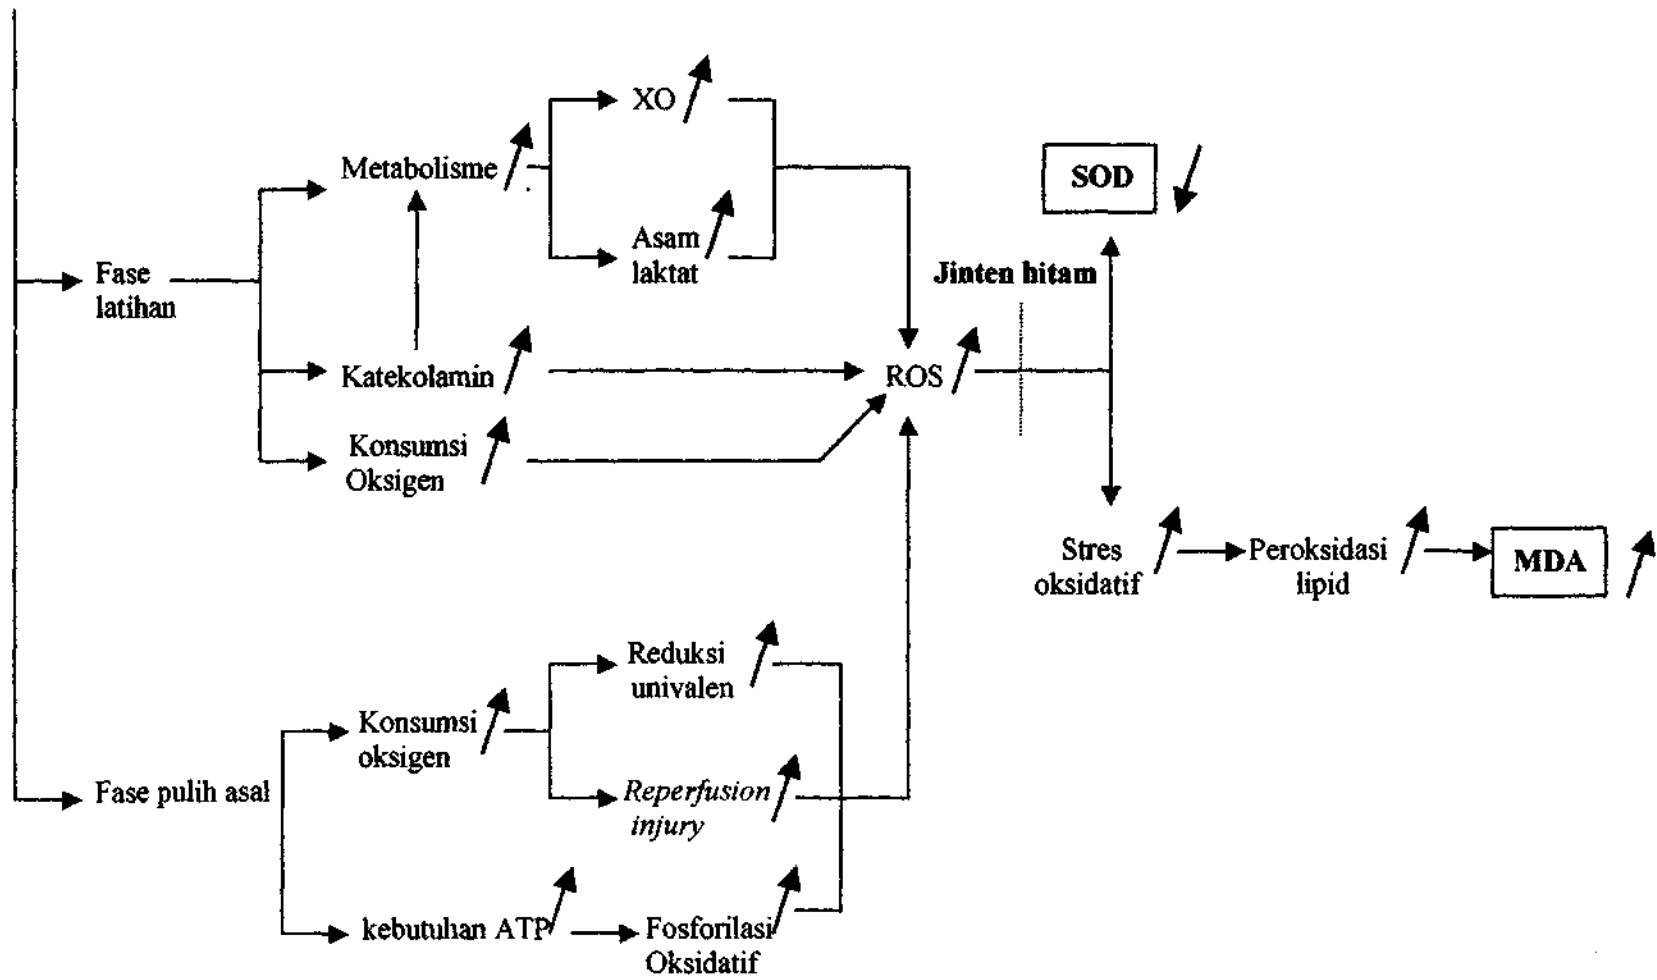 XO
Metabolisme
SOD
Asam
laktat
Fase
latihan
Jinten hitam
Katekolamin
ROS
Konsumsi
Oksigen
Stres
oksidatif
Peroksidasi
lipid
MDA
Reduksi
univalen
Konsumsi
oksigen
Fase pulih asal
Reperfusion
injury
kebutuhan ATP
Fosforilasi
Oksidatif